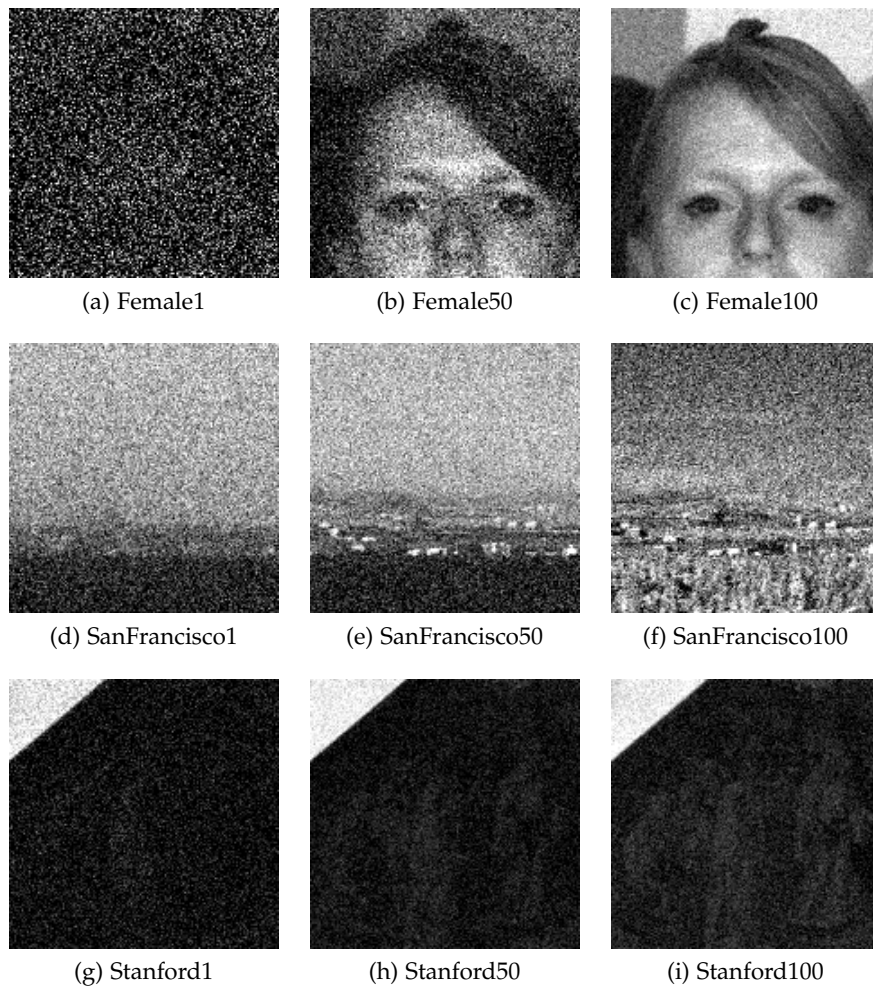 (a) Female1
(b) Female50
(c) Female100
(d) SanFrancisco1
(e) SanFrancisco50
(f) SanFrancisco100
(g) Stanford1
(h) Stanford50
(i) Stanford100